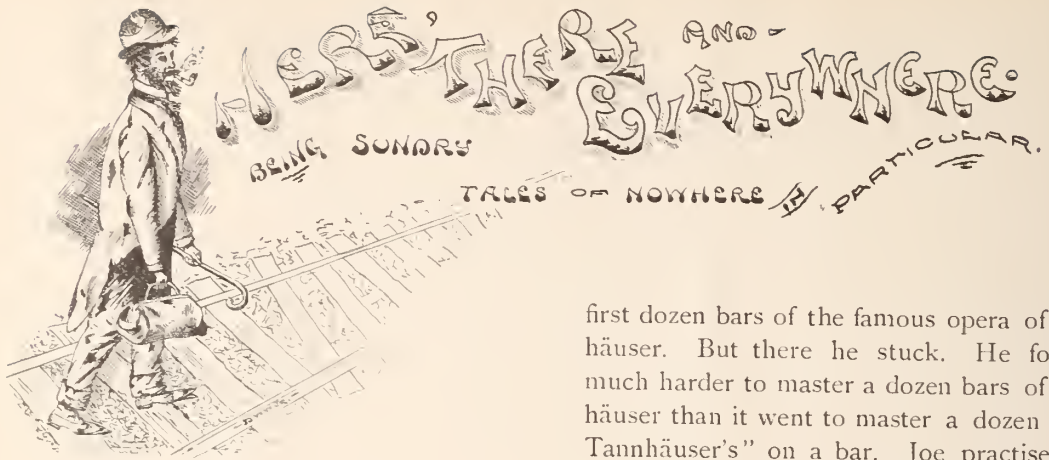 HERE, THERE AND-
EVERYWHERE.
BEING SUNDRY
TALES OF NOWHERE IN PARTICULAR.
first dozen bars of the famous opera of
häuser. But there he stuck. He fo
much harder to master a dozen bars of
häuser than it went to master a dozen
Tannhäuser's" on a bar. Joe practise